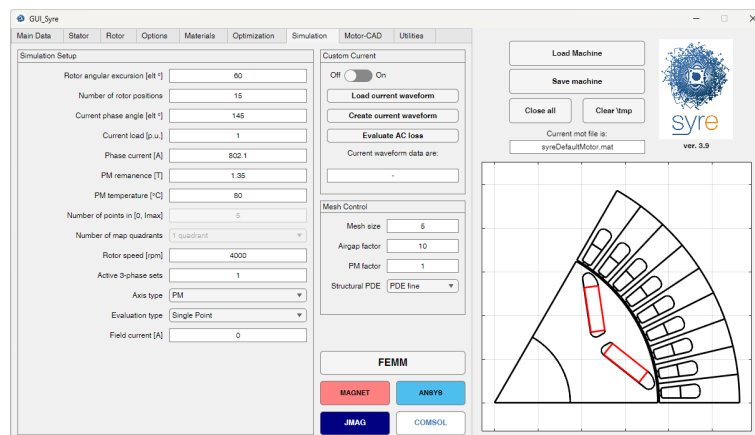 GUI_Syre
Main Data Stator Rotor Options Materials Optimization Simulation Motor-CAD Utilities
Simulation Setup
Rotor angular excursion [elt °] 60
Number of rotor positions 15
Current phase angle [elt °] 145
Current load [p.u.] 1
Phase current [A] 802.1
PM remanence [T] 1.35
PM temperature [°C] 80
Number of points in [0, Imax] 5
Number of map quadrants 1 quadrant
Rotor speed [rpm] 4000
Active 3-phase sets 1
Axis type PM
Evaluation type Single Point
Field current [A] 0
Custom Current
Off On
Load current waveform
Create current waveform
Evaluate AC loss
Current waveform data are:
-
Mesh Control
Mesh size 5
Airgap factor 10
PM factor 1
Structural PDE PDE fine
FEMM
MAGNET ANSYS
JMAG COMSOL
Load Machine
Save machine
Close all Clear \tmp
Current mot file is:
syreDefaultMotor.mat
syre
ver. 3.9